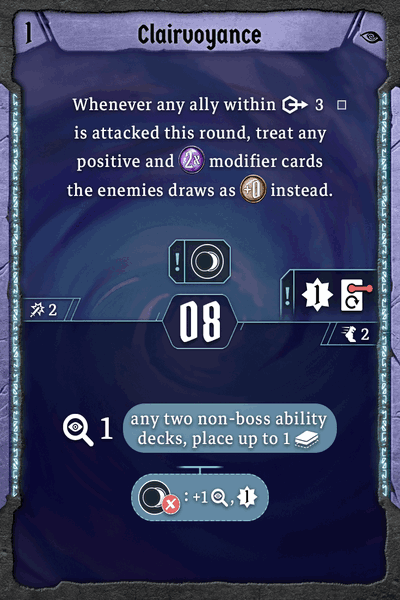 1
Clairvoyance
Whenever any ally within 3
is attacked this round, treat any
positive and 2x modifier cards
the enemies draws as +0 instead.
!
! 1
2
08
2
1 any two non-boss ability
decks, place up to 1
: +1 , 1